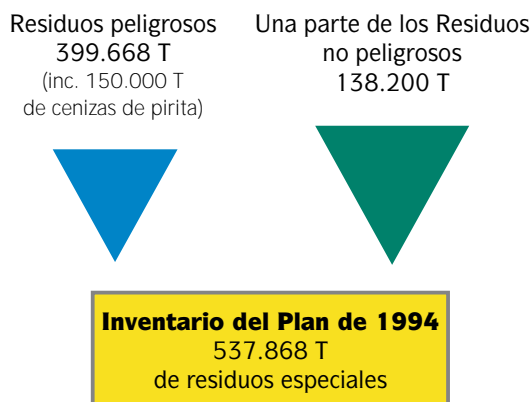 Residuos peligrosos
399.668 T
(inc. 150.000 T
de cenizas de pirita)
Una parte de los Residuos
no peligrosos
138.200 T
Inventario del Plan de 1994
537.868 T
de residuos especiales